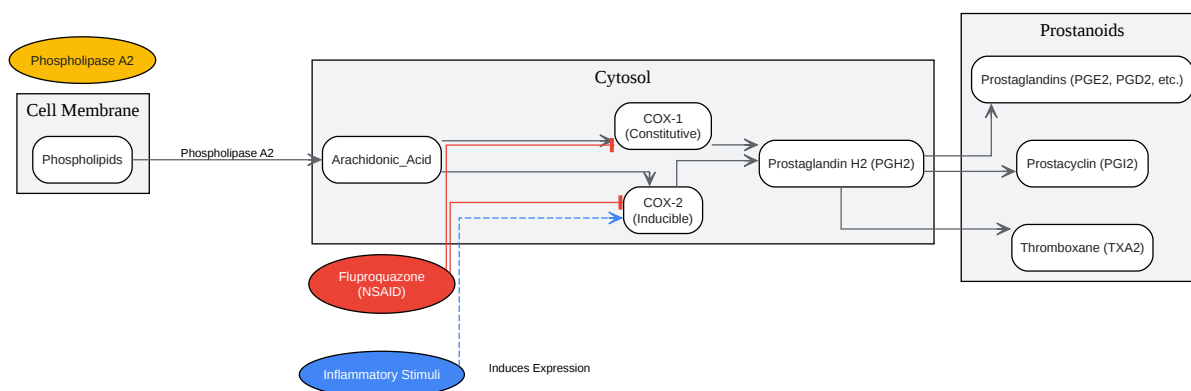 Phospholipase A2
Cell Membrane
Phospholipids
Phospholipase A2
Cytosol
Arachidonic_Acid
COX-1
(Constitutive)
COX-2
(Inducible)
Prostaglandin H2 (PGH2)
Prostanoids
Prostaglandins (PGE2, PGD2, etc.)
Prostacyclin (PGI2)
Thromboxane (TXA2)
Fluproquazone
(NSAID)
Inflammatory Stimuli
Induces Expression